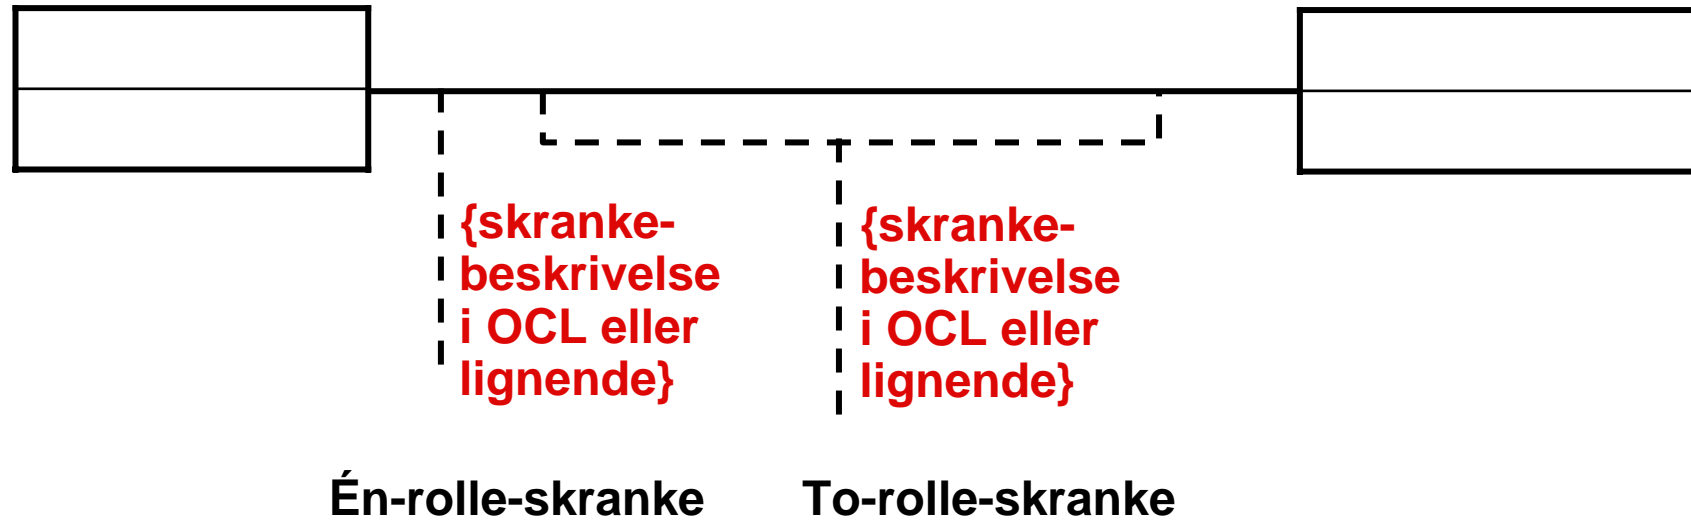 {skranke-
beskrivelse
i OCL eller
lignende}
{skranke-
beskrivelse
i OCL eller
lignende}
Én-rolle-skranke
To-rolle-skranke